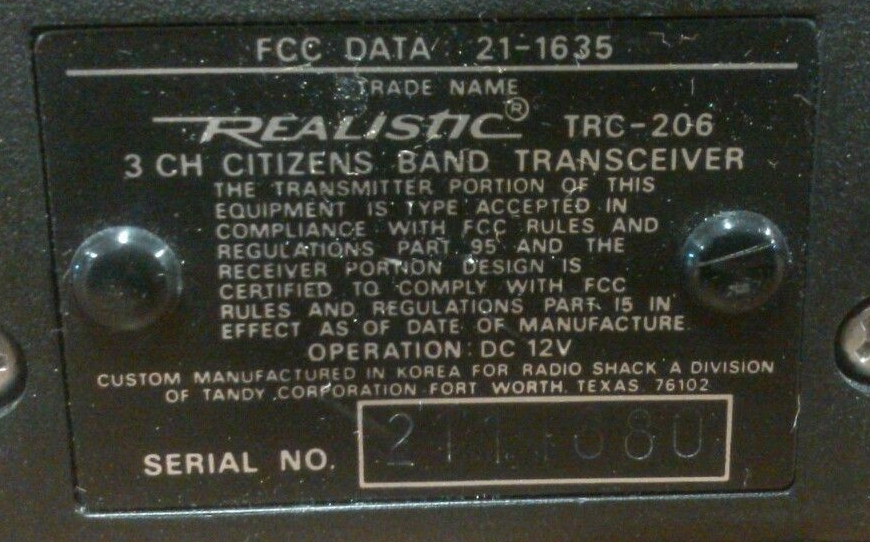 FCC DATA 21-1635
TRADE NAME
REALISTIC® TRC-206
3 CH CITIZENS BAND TRANSCEIVER
THE TRANSMITTER PORTION OF THIS
EQUIPMENT IS TYPE ACCEPTED IN
COMPLIANCE WITH FCC RULES AND
REGULATIONS PART 95 AND THE
RECEIVER PORTION DESIGN IS
CERTIFIED TO COMPLY WITH FCC
RULES AND REGULATIONS PART 15 IN
EFFECT AS OF DATE OF MANUFACTURE.
OPERATION: DC 12V
CUSTOM MANUFACTURED IN KOREA FOR RADIO SHACK A DIVISION
OF TANDY CORPORATION FORT WORTH, TEXAS 76102
SERIAL NO.